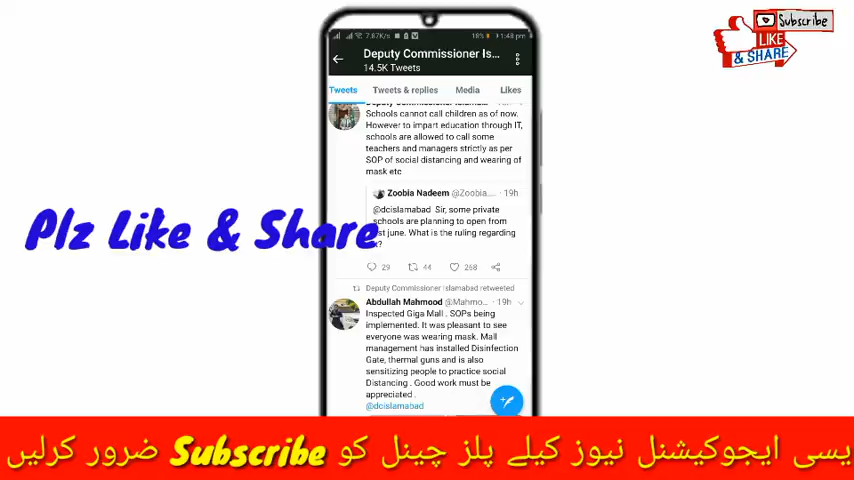 7.87K/s
18%
1:43 pm
Deputy Commissioner Is...
14.5K Tweets
Tweets
Tweets & replies
Media
Likes
Schools cannot call children as of now.
However to impart education through IT,
schools are allowed to call some
teachers and managers strictly as per
SOP of social distancing and wearing of
mask etc
Zoobia Nadeem @Zoobia_... · 19h
@dcislamabad Sir, some private
schools are planning to open from
st june. What is the ruling regarding
?
29
44
268
Deputy Commissioner Islamabad retweeted
Abdullah Mahmood @Mahmo... · 19h
Inspected Giga Mall . SOPs being
implemented. It was pleasant to see
everyone was wearing mask. Mall
management has installed Disinfection
Gate, thermal guns and is also
sensitizing people to practice social
Distancing . Good work must be
appreciated .
@dcislamabad
Plz Like & Share
Subscribe
LIKE
& SHARE
یسی ایجوکیشنل نیوز کیلے پلز چینل کو Subscribe ضرور کرلیں